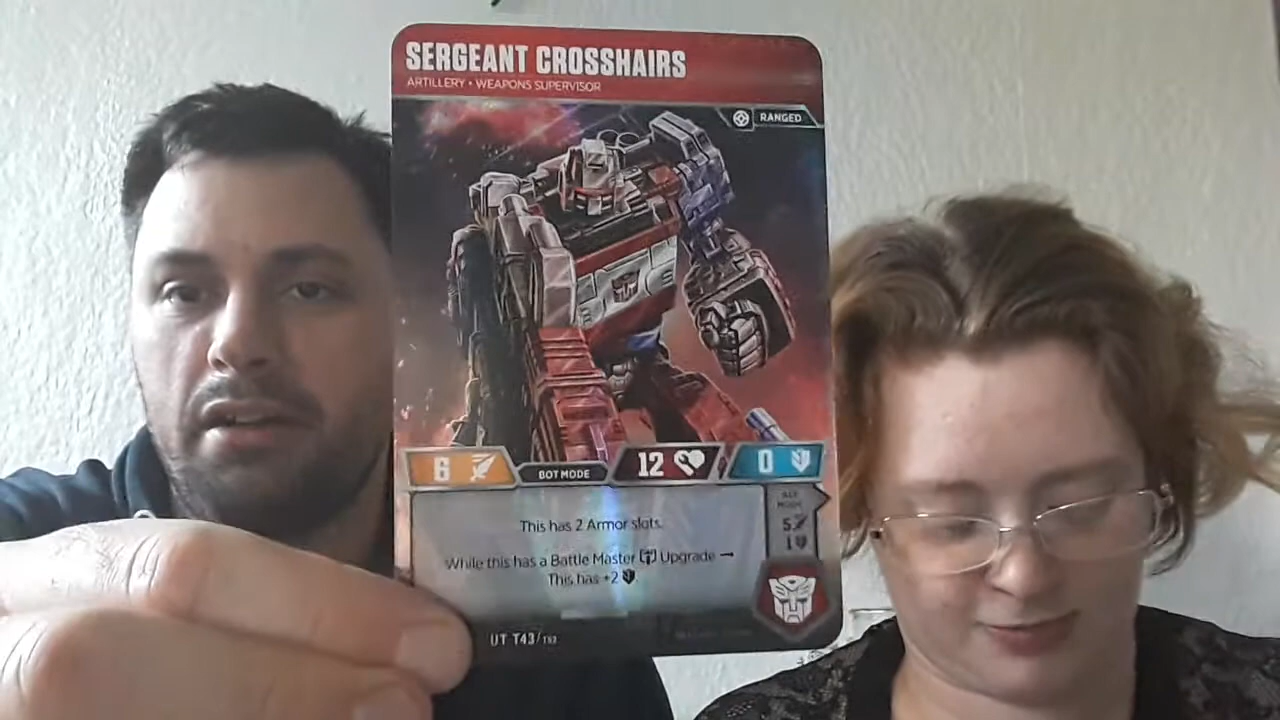 SERGEANT CROSSHAIRS
ARTILLERY • WEAPONS SUPERVISOR
RANGED
6 BOT MODE 12 0
ALT
MODE
5
1
This has 2 Armor slots.
While this has a Battle Master Upgrade →
This has +2
UT T43/